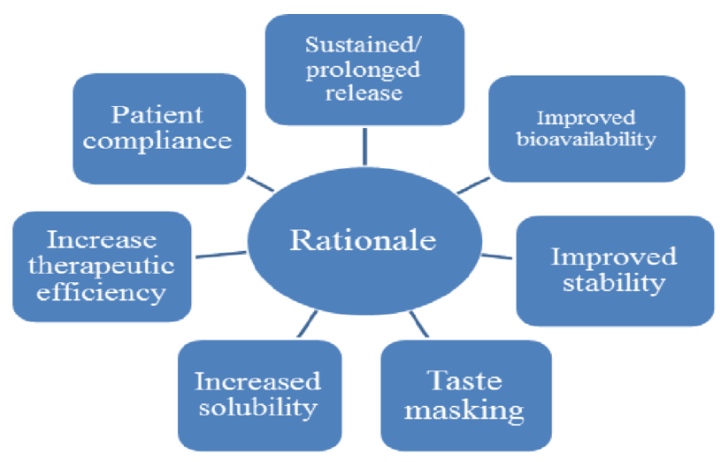 Sustained/
prolonged
release
Improved
bioavailability
Improved
stability
Taste
masking
Increased
solubility
Increase
therapeutic
efficiency
Patient
compliance
Rationale